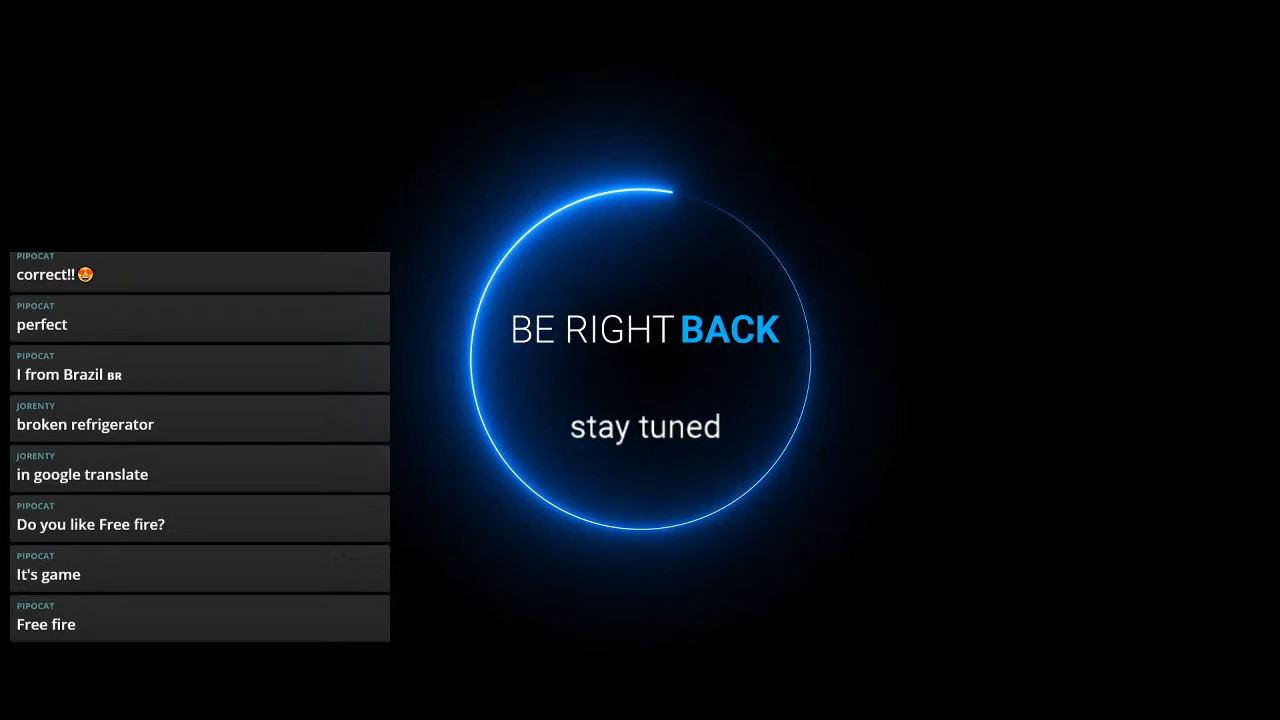 PIPOCAT
correct!!🤩
PIPOCAT
perfect
PIPOCAT
I from Brazil BR
JORENTY
broken refrigerator
JORENTY
in google translate
PIPOCAT
Do you like Free fire?
PIPOCAT
It's game
PIPOCAT
Free fire
BE RIGHT BACK
stay tuned